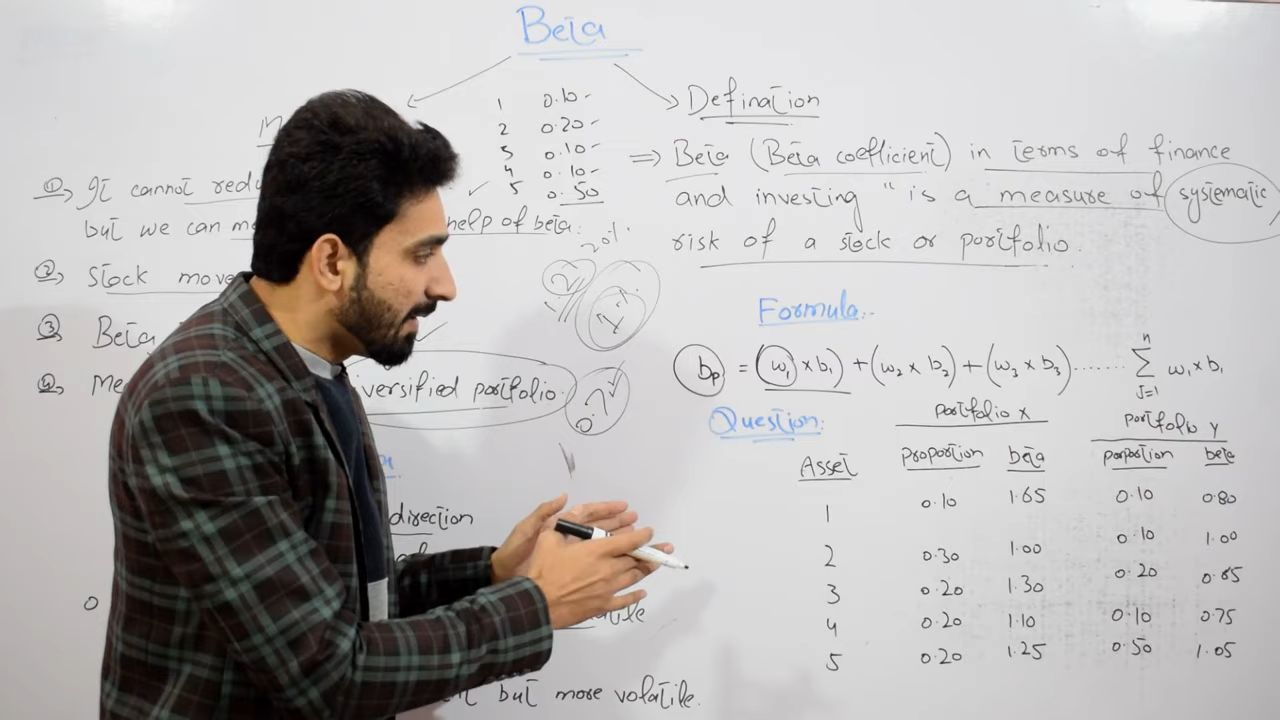 Beta
1 0.10 -
2 0.20 -
3 0.10 -
4 0.10 -
5 0.50
① It cannot
but we can help of beta.
② Stock
③ Beta
④ portfolio.
20%
direction
0
but more volatile.
Defination
⇒ Beta (Beta coefficient) in terms of finance
and investing " is a measure of systematic
risk of a stock or portfolio.
Formula:-
bp = (w₁ × b₁) + (w₂ × b₂) + (w₃ × b₃) ...... n Σ J=1 w₁ × b₁
Question:
portfolio X portfolio y
Asset proportion beta porportion beta
1 0.10 1.65 0.10 0.80
2 0.30 1.00 0.10 1.00
3 0.20 1.30 0.20 0.65
4 0.20 1.10 0.10 0.75
5 0.20 1.25 0.50 1.05